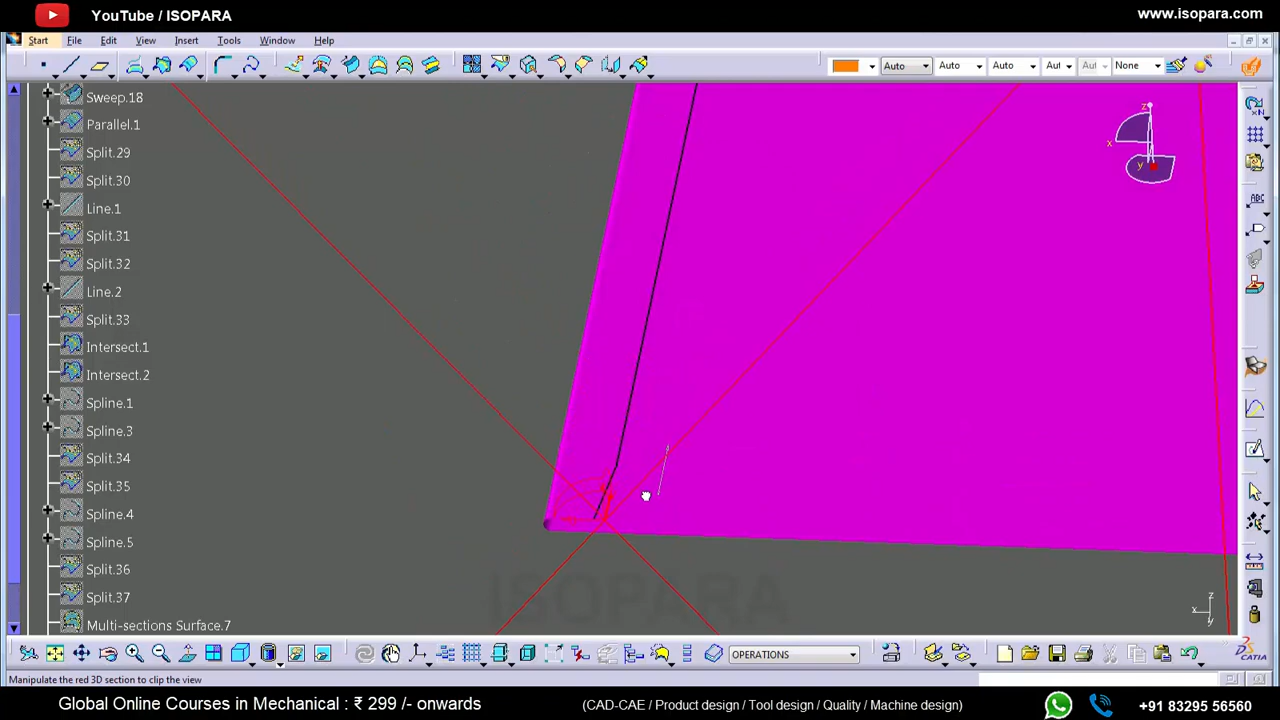 YouTube / ISOPARA
www.isopara.com
Start File Edit View Insert Tools Window Help
Auto Auto Auto Aut Aut None
Sweep.18
Parallel.1
Split.29
Split.30
Line.1
Split.31
Split.32
Line.2
Split.33
Intersect.1
Intersect.2
Spline.1
Spline.3
Split.34
Split.35
Spline.4
Spline.5
Split.36
Split.37
Multi-sections Surface.7
z
x
y
ISOPARA
z
x
y
ABC
OPERATIONS
CATIA
Manipulate the red 3D section to clip the view
Global Online Courses in Mechanical : ₹ 299 /- onwards
(CAD-CAE / Product design / Tool design / Quality / Machine design)
+91 83295 56560